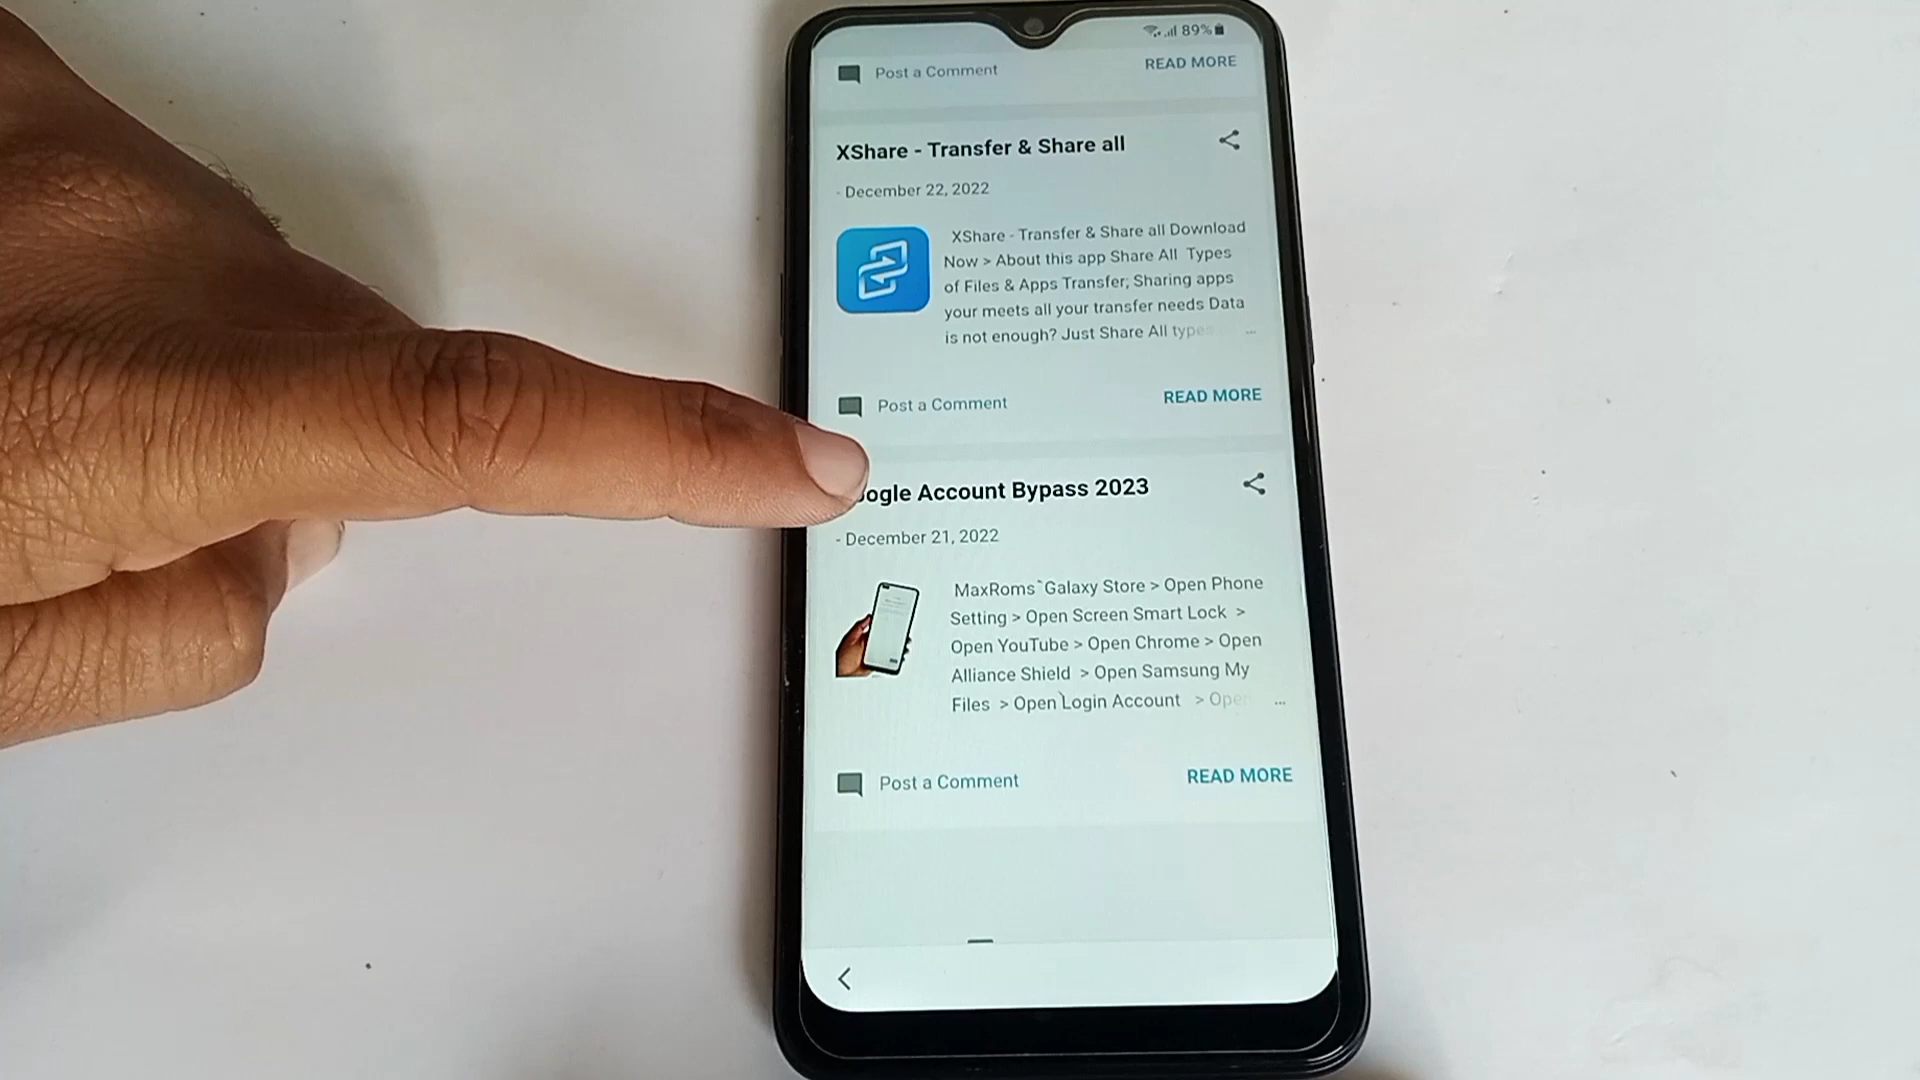 89%
Post a Comment
READ MORE
XShare - Transfer & Share all
- December 22, 2022
XShare - Transfer & Share all Download
Now > About this app Share All Types
of Files & Apps Transfer; Sharing apps
your meets all your transfer needs Data
is not enough? Just Share All types
...
Post a Comment
READ MORE
ogle Account Bypass 2023
- December 21, 2022
MaxRoms`Galaxy Store > Open Phone
Setting > Open Screen Smart Lock >
Open YouTube > Open Chrome > Open
Alliance Shield > Open Samsung My
Files > Open Login Account > Open
...
Post a Comment
READ MORE